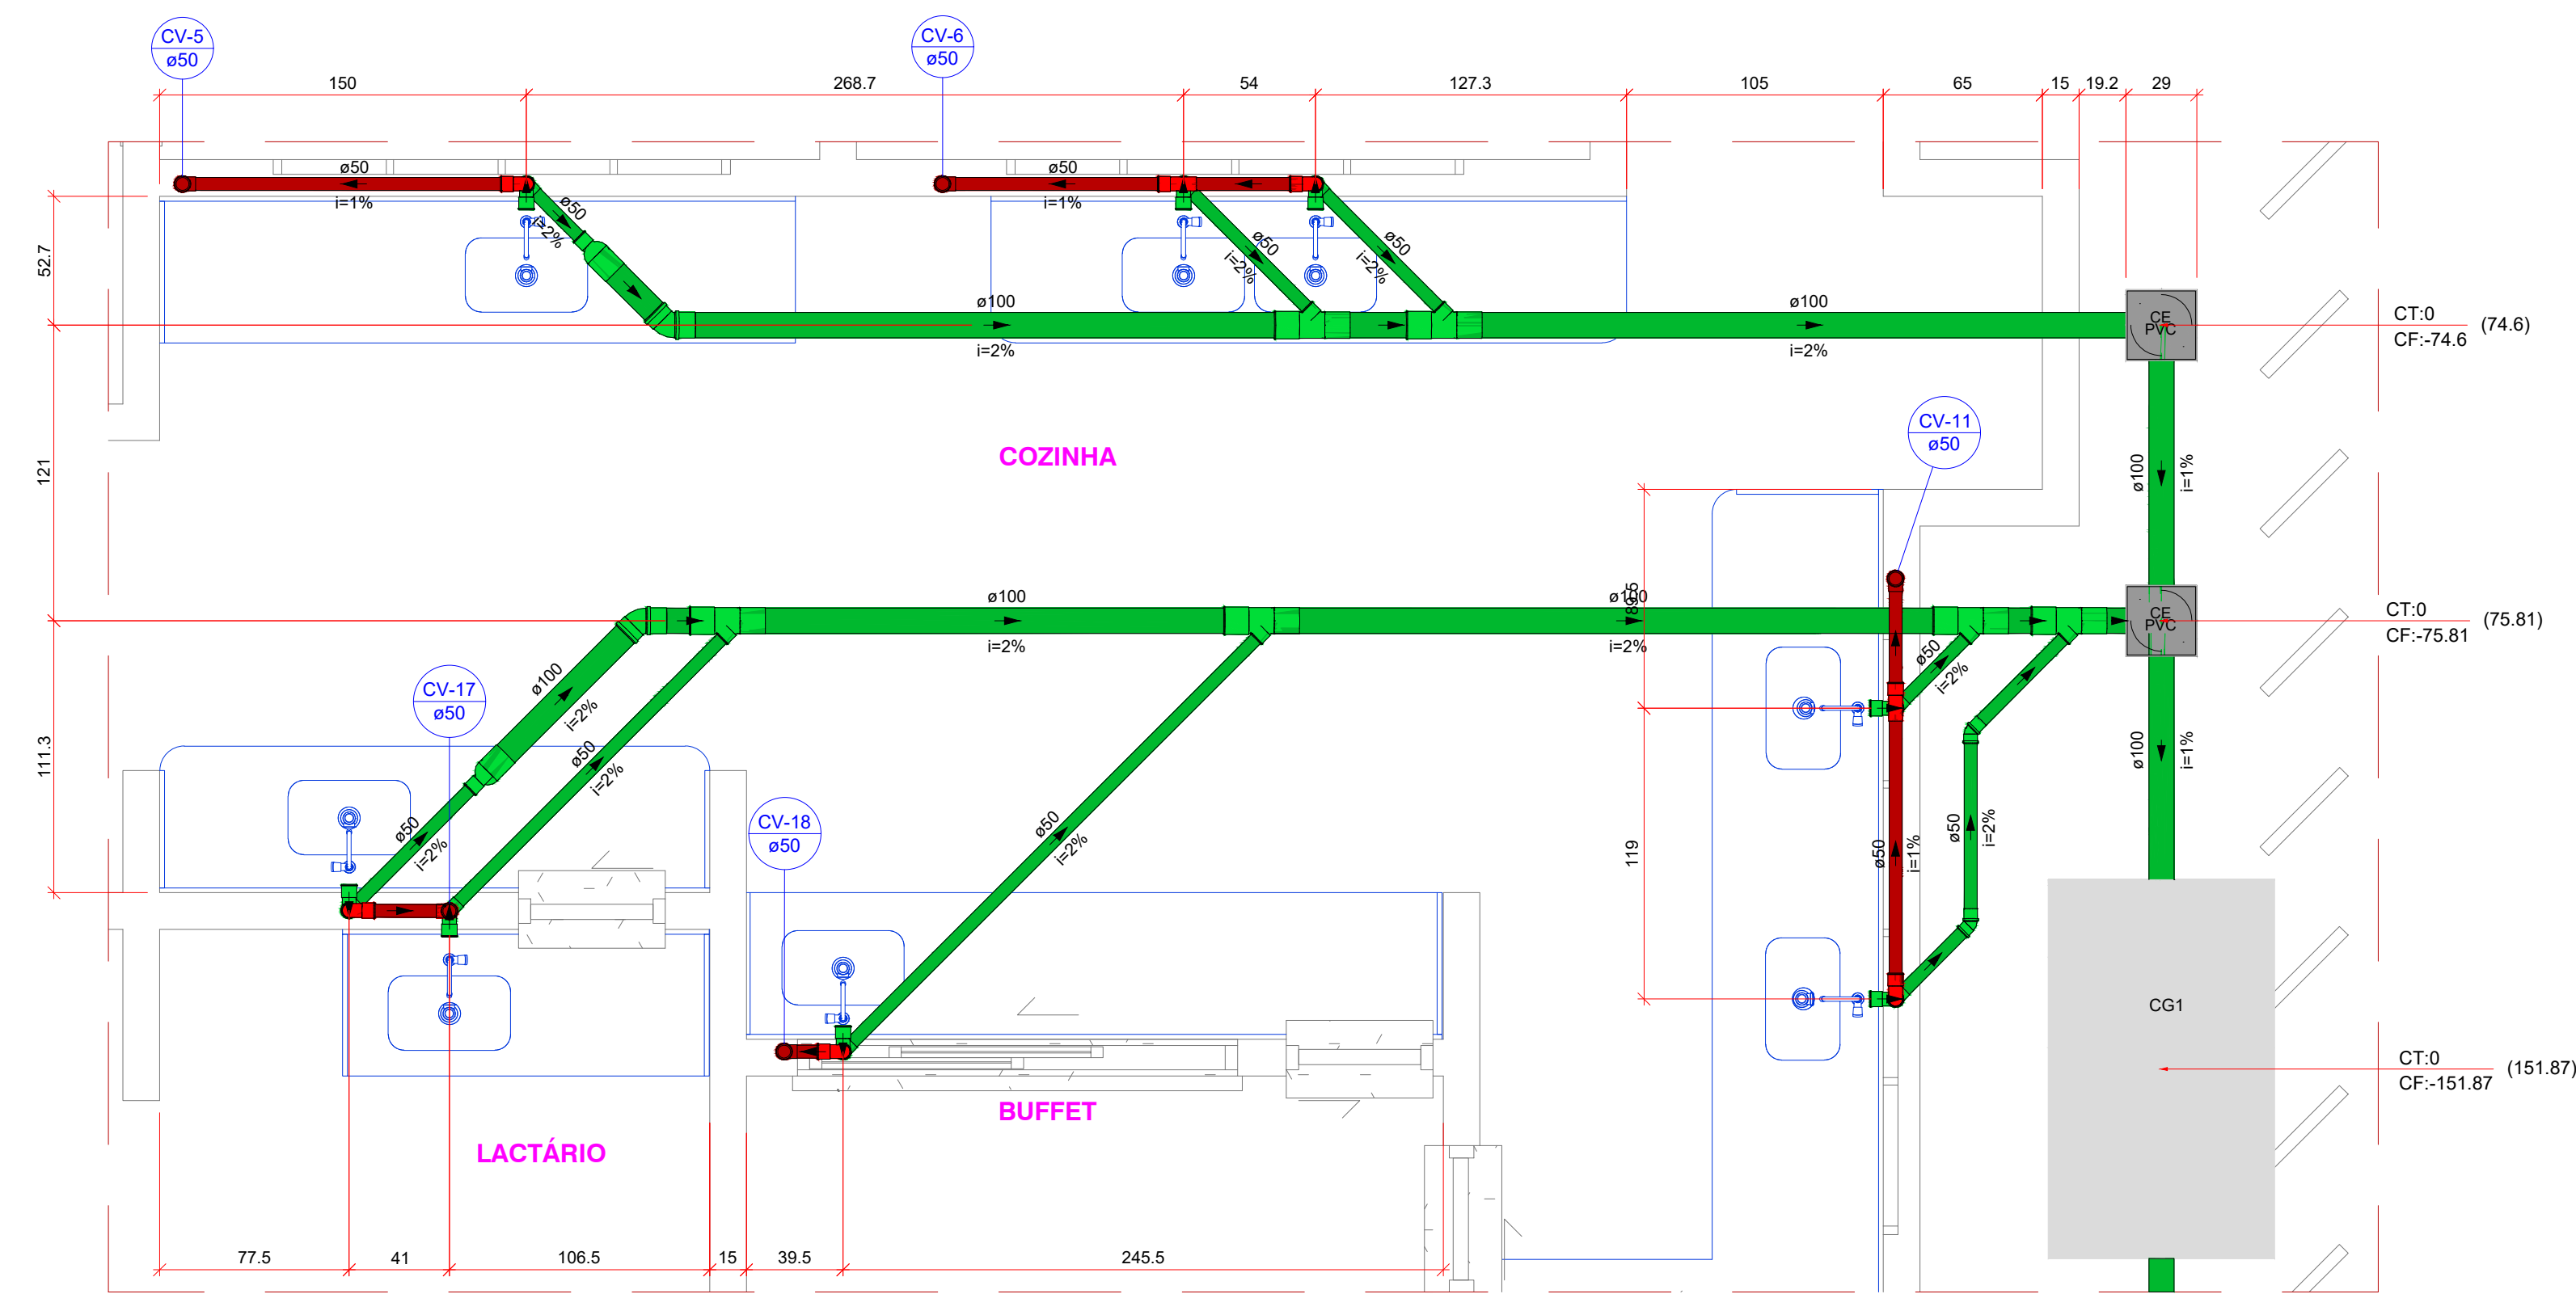 CV-5
ø50
CV-6
ø50
150
268.7
54
127.3
105
65
15
19.2
29
ø50
i=1%
ø50
i=1%
ø50
i=2%
ø50
i=2%
ø50
i=2%
52.7
ø100
i=2%
ø100
i=2%
CE
PVC
CT:0
CF:-74.6
(74.6)
CV-11
ø50
COZINHA
121
ø100
i=1%
ø100
i=2%
ø100
i=2%
89.5
CE
PVC
CT:0
CF:-75.81
(75.81)
ø50
i=2%
CV-17
ø50
ø100
i=2%
ø50
i=2%
111.3
ø100
i=1%
CV-18
ø50
ø50
i=2%
ø50
i=2%
119
ø50
i=1%
ø50
i=2%
CG1
CT:0
CF:-151.87
(151.87)
BUFFET
LACTÁRIO
77.5
41
106.5
15
39.5
245.5